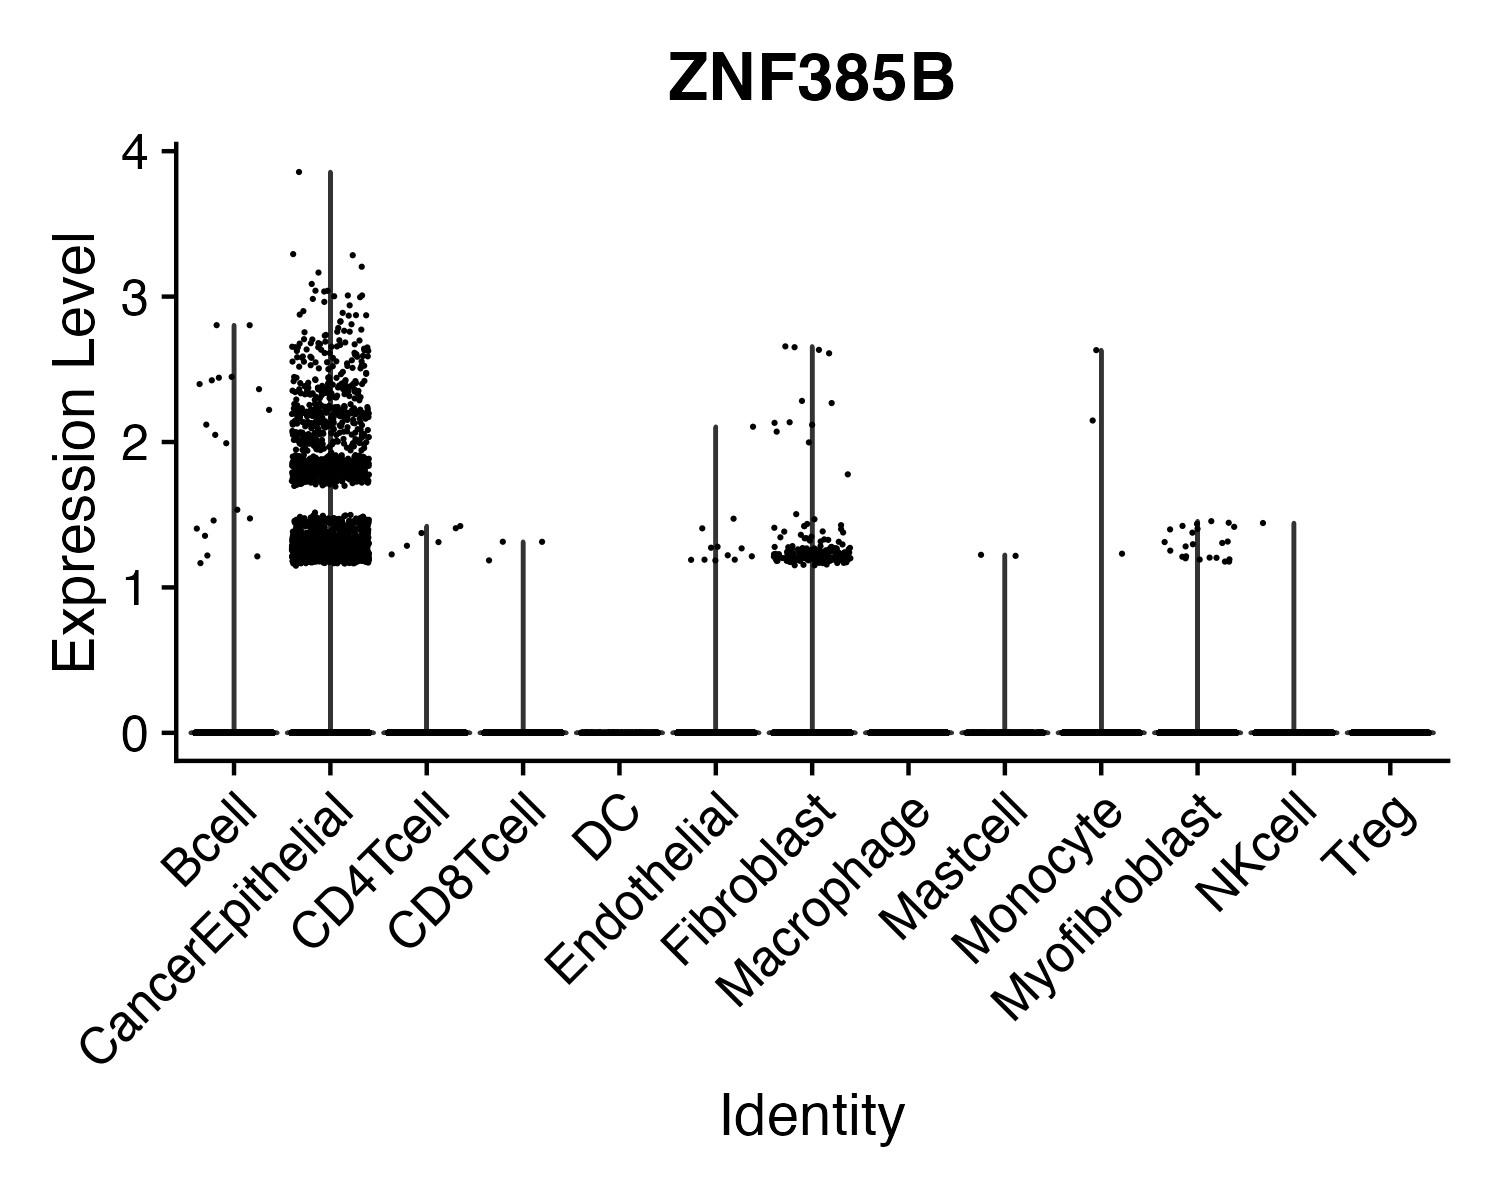 ZNF385B
Expression Level
4
3
2
1
0
Bcell
CancerEpithelial
CD4Tcell
CD8Tcell
DC
Endothelial
Fibroblast
Macrophage
Mastcell
Monocyte
Myofibroblast
NKcell
Treg
Identity